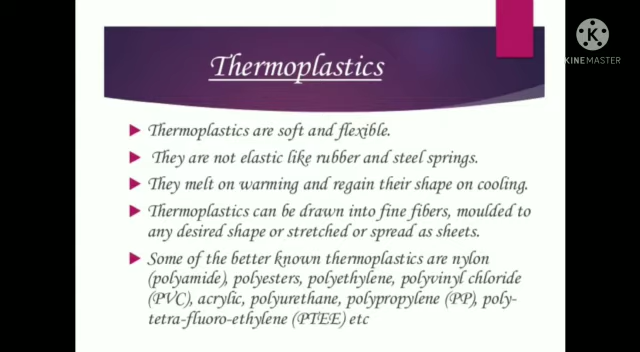 Thermoplastics
K
KINEMASTER
Thermoplastics are soft and flexible.
They are not elastic like rubber and steel springs.
They melt on warming and regain their shape on cooling.
Thermoplastics can be drawn into fine fibers, moulded to
any desired shape or stretched or spread as sheets.
Some of the better known thermoplastics are nylon
(polyamide), polyesters, polyethylene, polyvinyl chloride
(PVC), acrylic, polyurethane, polypropylene (PP), poly-
tetra-fluoro-ethylene (PTEE) etc